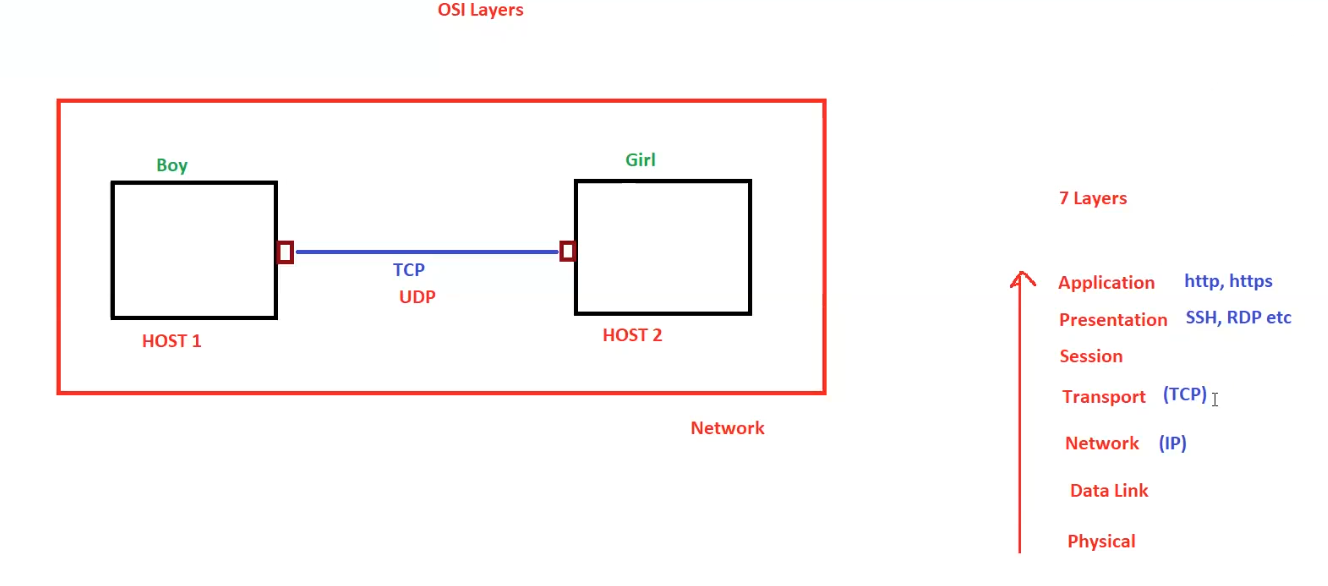 OSI Layers
Boy
Girl
TCP
UDP
HOST 1
HOST 2
Network
7 Layers
Application http, https
Presentation SSH, RDP etc
Session
Transport (TCP)
Network (IP)
Data Link
Physical